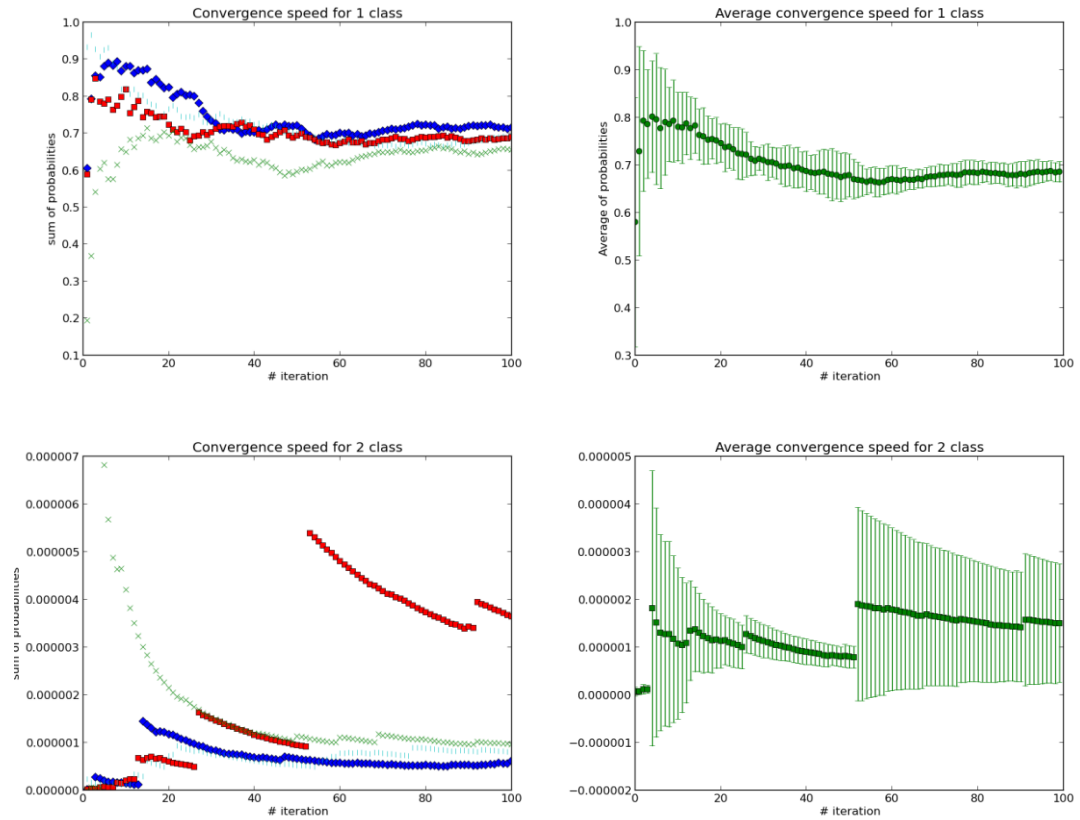 Convergence speed for 1 class
1.0
0.9
0.8
0.7
0.6
0.5
0.4
0.3
0.2
0.1
sum of probabilities
0 20 40 60 80 100
# iteration
Average convergence speed for 1 class
1.0
0.9
0.8
0.7
0.6
0.5
0.4
0.3
Average of probabilities
0 20 40 60 80 100
# iteration
Convergence speed for 2 class
0.000007
0.000006
0.000005
0.000004
0.000003
0.000002
0.000001
0.000000
sum of probabilities
0 20 40 60 80 100
# iteration
Average convergence speed for 2 class
0.000005
0.000004
0.000003
0.000002
0.000001
0.000000
−0.000001
−0.000002
0 20 40 60 80 100
# iteration